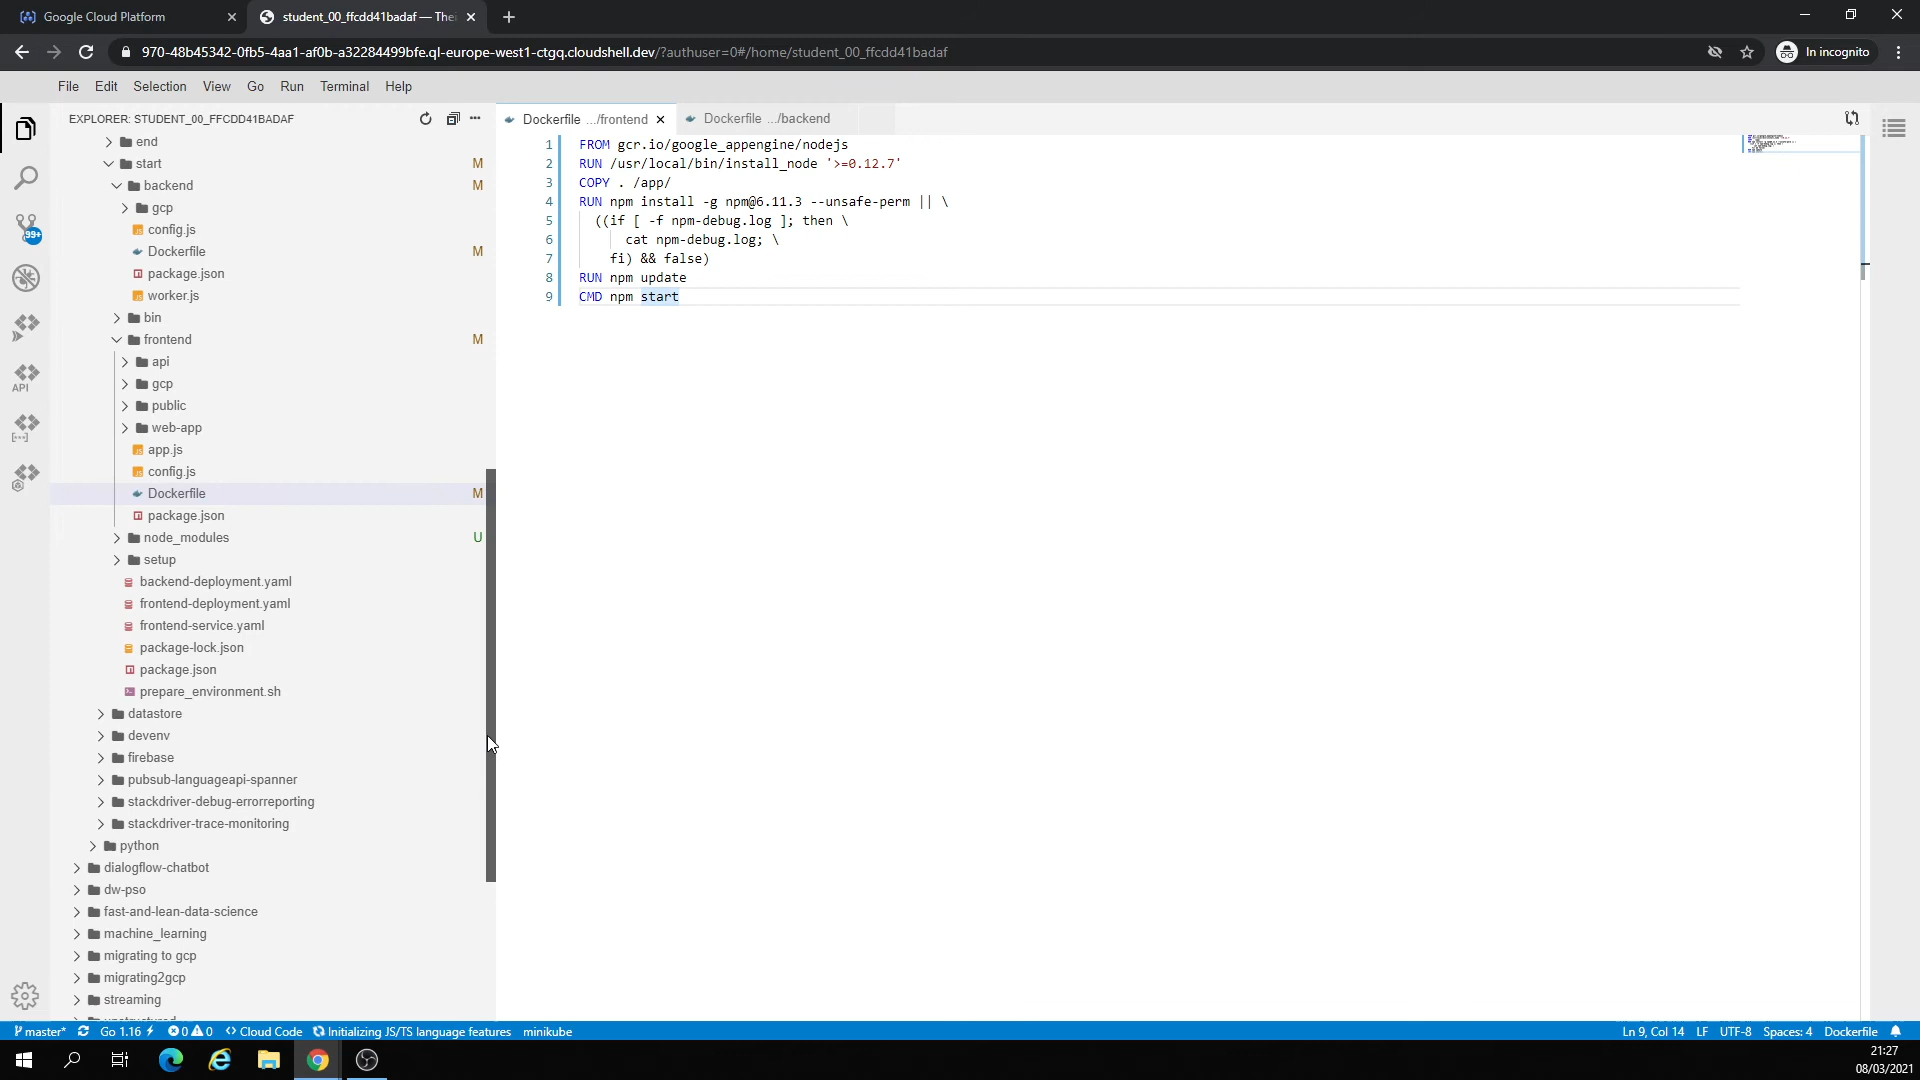 Google Cloud Platform
student_00_ffcdd41badaf — Thei
970-48b45342-0fb5-4aa1-af0b-a32284499bfe.ql-europe-west1-ctgq.cloudshell.dev/?authuser=0#/home/student_00_ffcdd41badaf
In incognito
File Edit Selection View Go Run Terminal Help
EXPLORER: STUDENT_00_FFCDD41BADAF
Dockerfile .../frontend
Dockerfile .../backend
end
start M
backend M
gcp
config.js
Dockerfile M
package.json
worker.js
bin
frontend M
api
gcp
public
web-app
app.js
config.js
Dockerfile M
package.json
node_modules U
setup
backend-deployment.yaml
frontend-deployment.yaml
frontend-service.yaml
package-lock.json
package.json
prepare_environment.sh
datastore
devenv
firebase
pubsub-languageapi-spanner
stackdriver-debug-errorreporting
stackdriver-trace-monitoring
python
dialogflow-chatbot
dw-pso
fast-and-lean-data-science
machine_learning
migrating to gcp
migrating2gcp
streaming
99+
API
1 FROM gcr.io/google_appengine/nodejs
2 RUN /usr/local/bin/install_node '>=0.12.7'
3 COPY . /app/
4 RUN npm install -g npm@6.11.3 --unsafe-perm || \
5 ((if [ -f npm-debug.log ]; then \
6 cat npm-debug.log; \
7 fi) && false)
8 RUN npm update
9 CMD npm start
master* Go 1.16 0 0 Cloud Code Initializing JS/TS language features minikube
Ln 9, Col 14 LF UTF-8 Spaces: 4 Dockerfile
21:27
08/03/2021